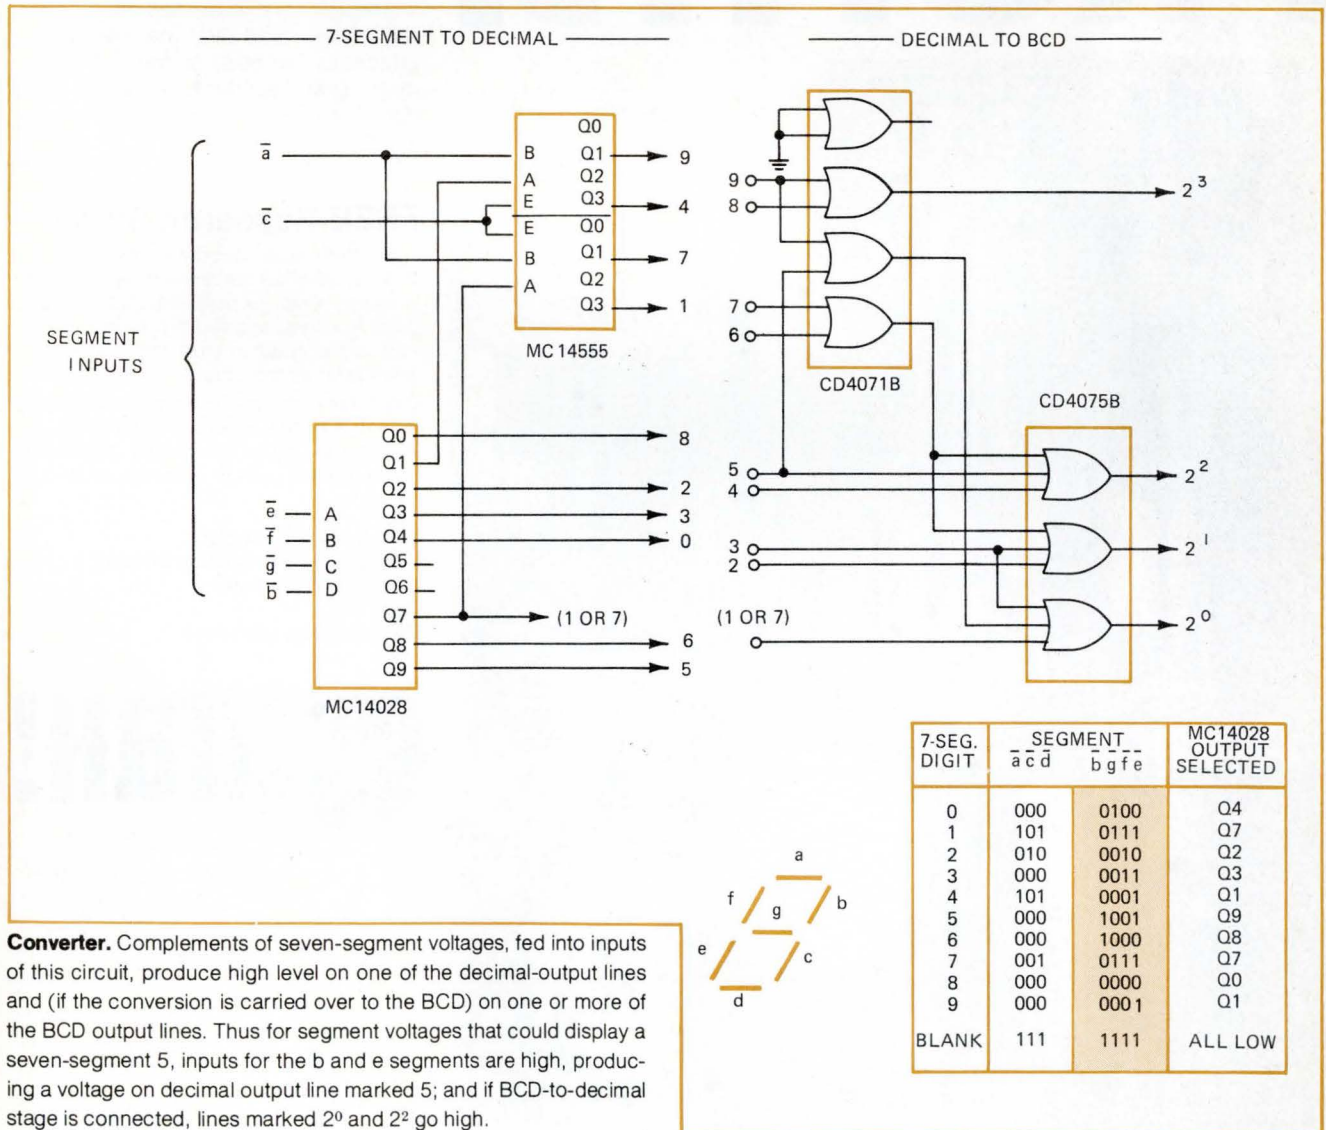 7-SEGMENT TO DECIMAL
DECIMAL TO BCD
a̅
c̅
SEGMENT
INPUTS
B
A
E
E
B
A
Q0
Q1
Q2
Q3
Q0
Q1
Q2
Q3
9
4
7
1
MC14555
e̅
f̅
g̅
b̅
A
B
C
D
Q0
Q1
Q2
Q3
Q4
Q5
Q6
Q7
Q8
Q9
8
2
3
0
(1 OR 7)
6
5
MC14028
9
8
7
6
CD4071B
2³
CD4075B
5
4
3
2
(1 OR 7)
2²
2¹
2⁰
a
f
b
g
e
c
d
7-SEG. DIGIT SEGMENT a̅ c̅ d̅ b̅ g̅ f̅ e̅ MC14028 OUTPUT SELECTED
0 000 0100 Q4
1 101 0111 Q7
2 010 0010 Q2
3 000 0011 Q3
4 101 0001 Q1
5 000 1001 Q9
6 000 1000 Q8
7 001 0111 Q7
8 000 0000 Q0
9 000 0001 Q1
BLANK 111 1111 ALL LOW
Converter. Complements of seven-segment voltages, fed into inputs
of this circuit, produce high level on one of the decimal-output lines
and (if the conversion is carried over to the BCD) on one or more of
the BCD output lines. Thus for segment voltages that could display a
seven-segment 5, inputs for the b and e segments are high, produc-
ing a voltage on decimal output line marked 5; and if BCD-to-decimal
stage is connected, lines marked 2⁰ and 2² go high.